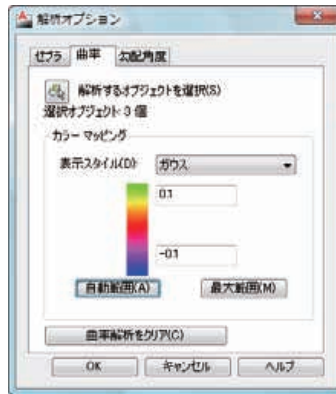 解析オプション
ゼブラ 曲率 勾配角度
解析するオブジェクトを選択(S)
選択オブジェクト: 3 個
カラー マッピング
表示スタイル(D): ガウス
0.1
-0.1
自動範囲(A) 最大範囲(M)
曲率解析をクリア(C)
OK キャンセル ヘルプ